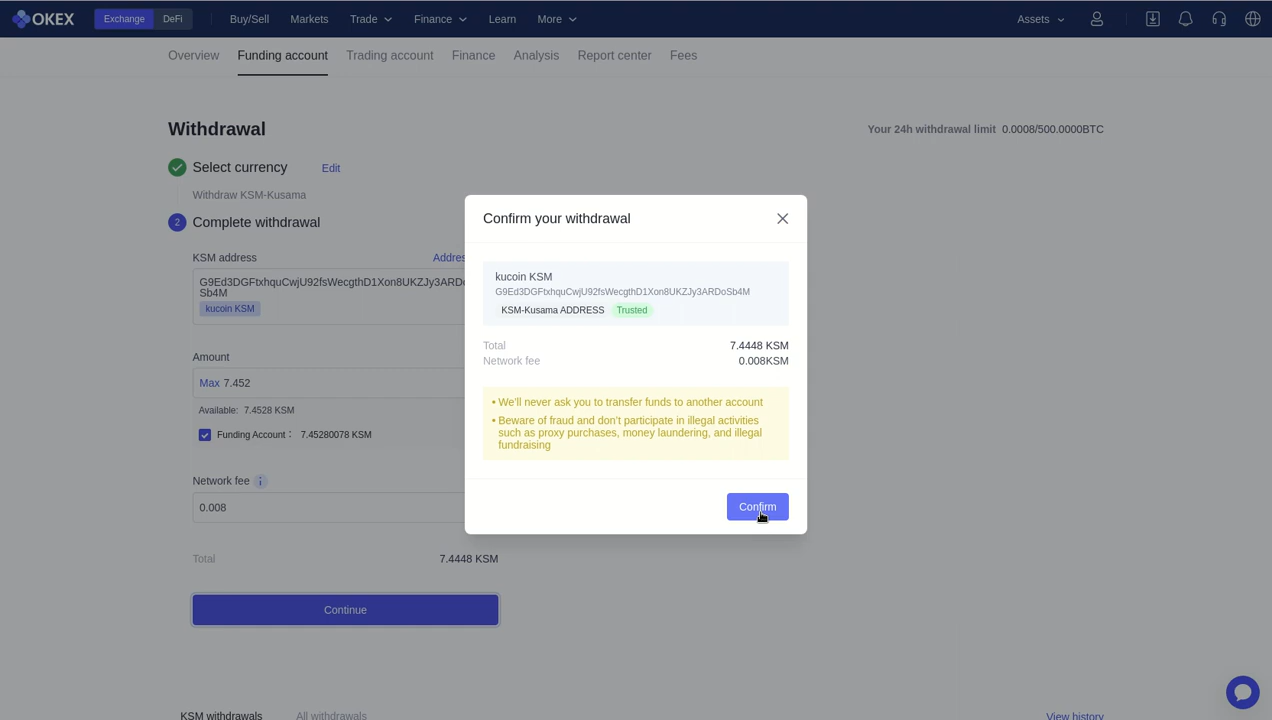 OKEX
Exchange
DeFi
Buy/Sell
Markets
Trade
Finance
Learn
More
Assets
Overview
Funding account
Trading account
Finance
Analysis
Report center
Fees
Withdrawal
Your 24h withdrawal limit 0.0008/500.0000BTC
Select currency
Edit
Withdraw KSM-Kusama
2 Complete withdrawal
KSM address
Addres
G9Ed3DGFtxhquCwjU92fsWecgthD1Xon8UKZJy3ARDo
Sb4M
kucoin KSM
Amount
Max 7.452
Available: 7.4528 KSM
Funding Account： 7.45280078 KSM
Network fee i
0.008
Total 7.4448 KSM
Continue
KSM withdrawals
All withdrawals
View history
Confirm your withdrawal
kucoin KSM
G9Ed3DGFtxhquCwjU92fsWecgthD1Xon8UKZJy3ARDoSb4M
KSM-Kusama ADDRESS Trusted
Total 7.4448 KSM
Network fee 0.008KSM
• We'll never ask you to transfer funds to another account
• Beware of fraud and don't participate in illegal activities
such as proxy purchases, money laundering, and illegal
fundraising
Confirm